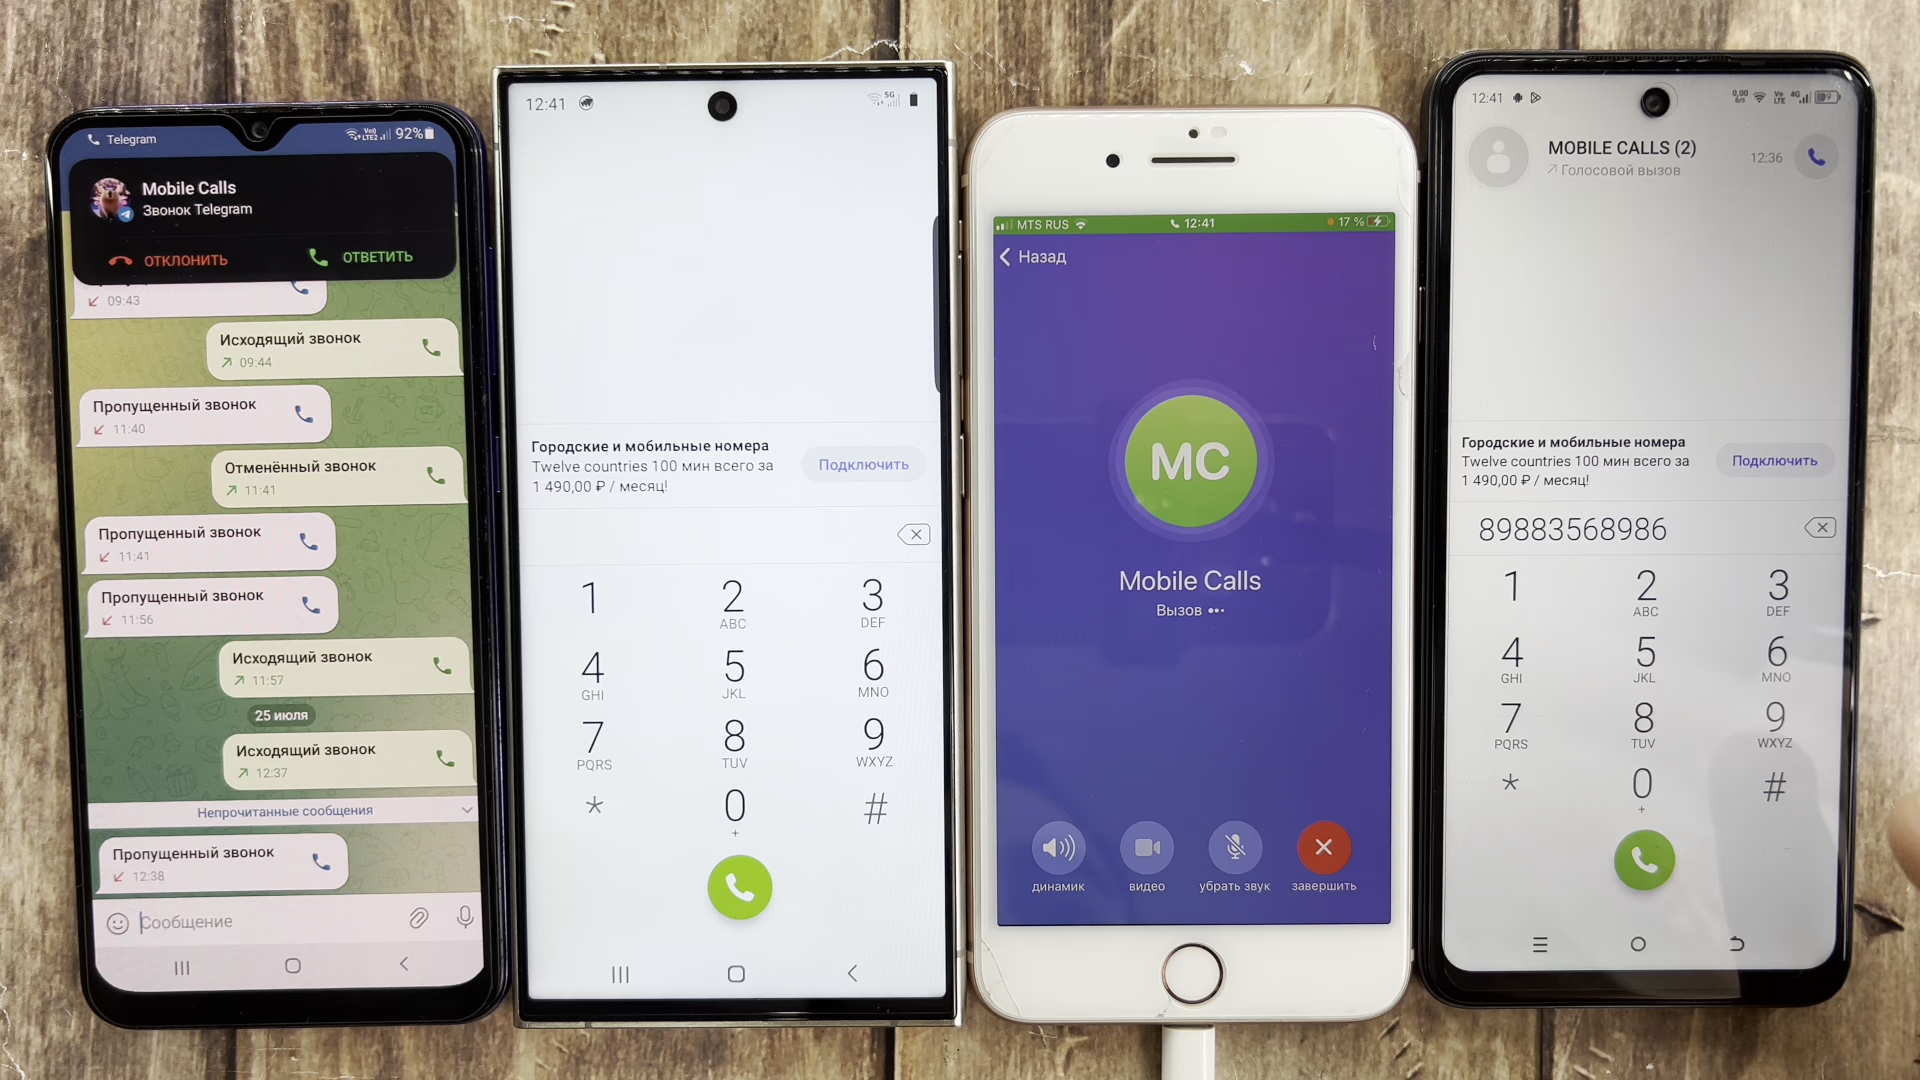 Telegram
92%
Mobile Calls
Звонок Telegram
ОТКЛОНИТЬ
ОТВЕТИТЬ
09:43
Исходящий звонок
09:44
Пропущенный звонок
11:40
Отменённый звонок
11:41
Пропущенный звонок
11:41
Пропущенный звонок
11:56
Исходящий звонок
11:57
25 июля
Исходящий звонок
12:37
Непрочитанные сообщения
Пропущенный звонок
12:38
Сообщение
12:41
5G
Городские и мобильные номера
Twelve countries 100 мин всего за
1 490,00 ₽ / месяц!
Подключить
1
2
3
ABC
DEF
4
5
6
GHI
JKL
MNO
7
8
9
PQRS
TUV
WXYZ
*
0
#
+
MTS RUS
12:41
17 %
Назад
MC
Mobile Calls
Вызов
динамик
видео
убрать звук
завершить
12:41
4G
MOBILE CALLS (2)
Голосовой вызов
12:36
Городские и мобильные номера
Twelve countries 100 мин всего за
1 490,00 ₽ / месяц!
Подключить
89883568986
1
2
3
ABC
DEF
4
5
6
GHI
JKL
MNO
7
8
9
PQRS
TUV
WXYZ
*
0
#
+